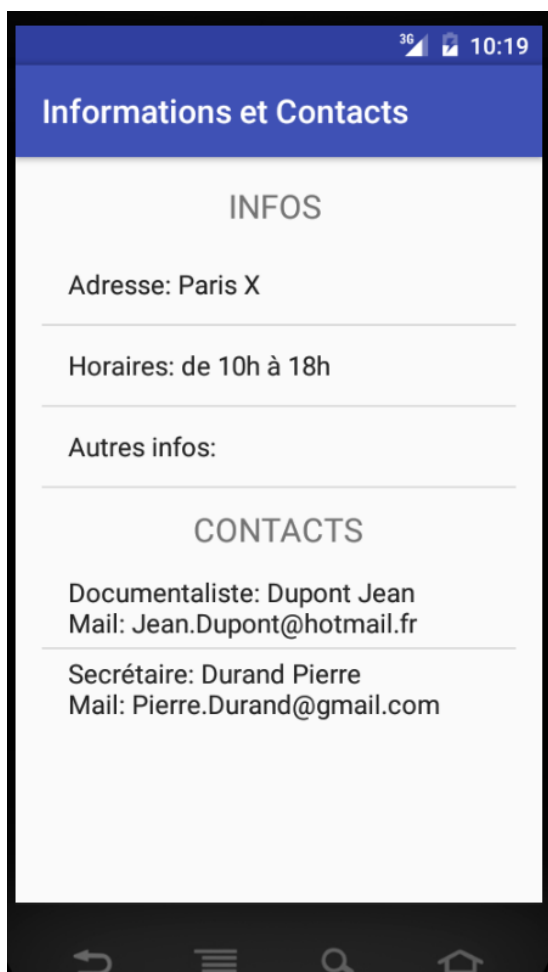 3G 10:19
Informations et Contacts
INFOS
Adresse: Paris X
Horaires: de 10h à 18h
Autres infos:
CONTACTS
Documentaliste: Dupont Jean
Mail: Jean.Dupont@hotmail.fr
Secrétaire: Durand Pierre
Mail: Pierre.Durand@gmail.com